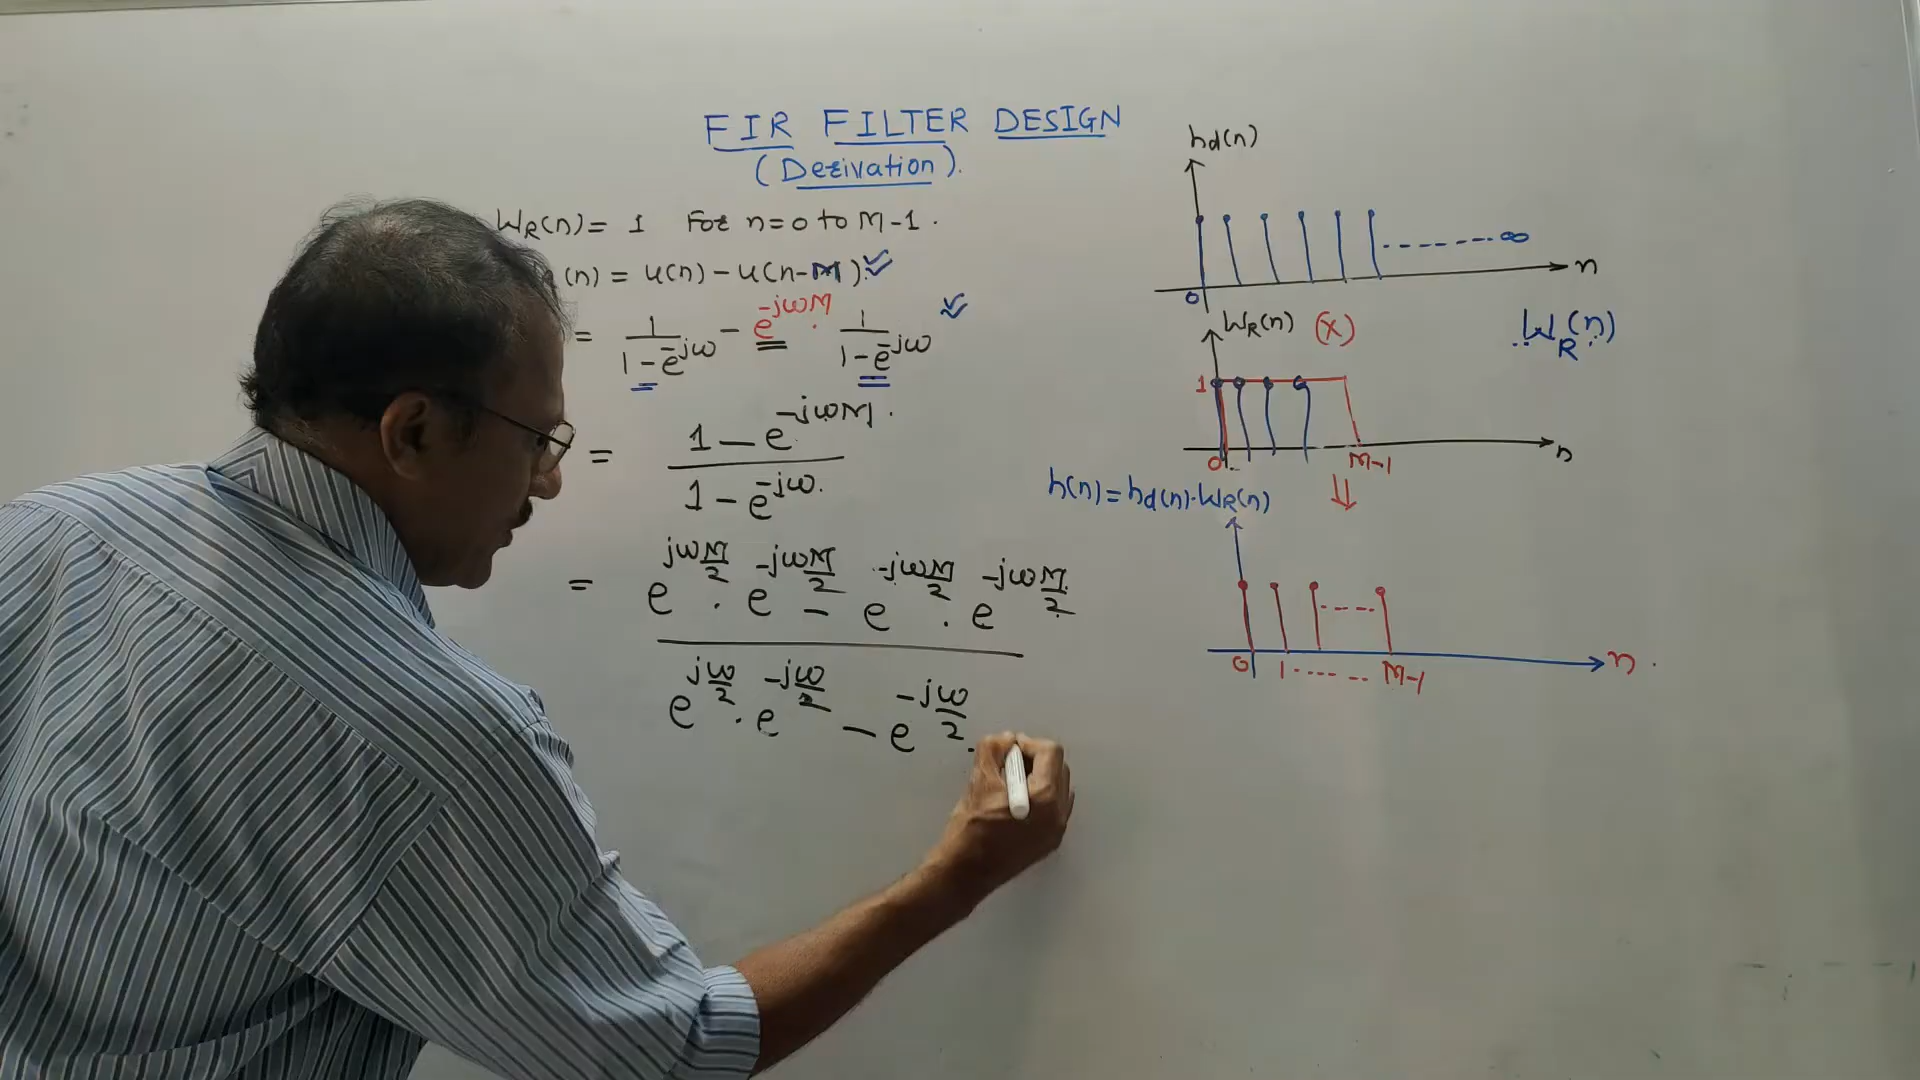 FIR FILTER DESIGN
(Derivation).
WR(n) = 1 For n=0 to M-1.
(n) = u(n) - u(n-M)
= 1/(1-e^-jω) - e^-jωM . 1/(1-e^-jω)
= (1 - e^-jωM)/(1 - e^-jω)
= (e^jωM/2 . e^-jωM/2 - e^-jωM/2 . e^-jωM/2)
e^jω/2 . e^-jω/2 - e^-jω/2 .
hd(n)
0
∞
n
WR(n) (x)
WR(n)
1
0
M-1
n
h(n) = hd(n).WR(n)
0 1 ...... M-1
n.